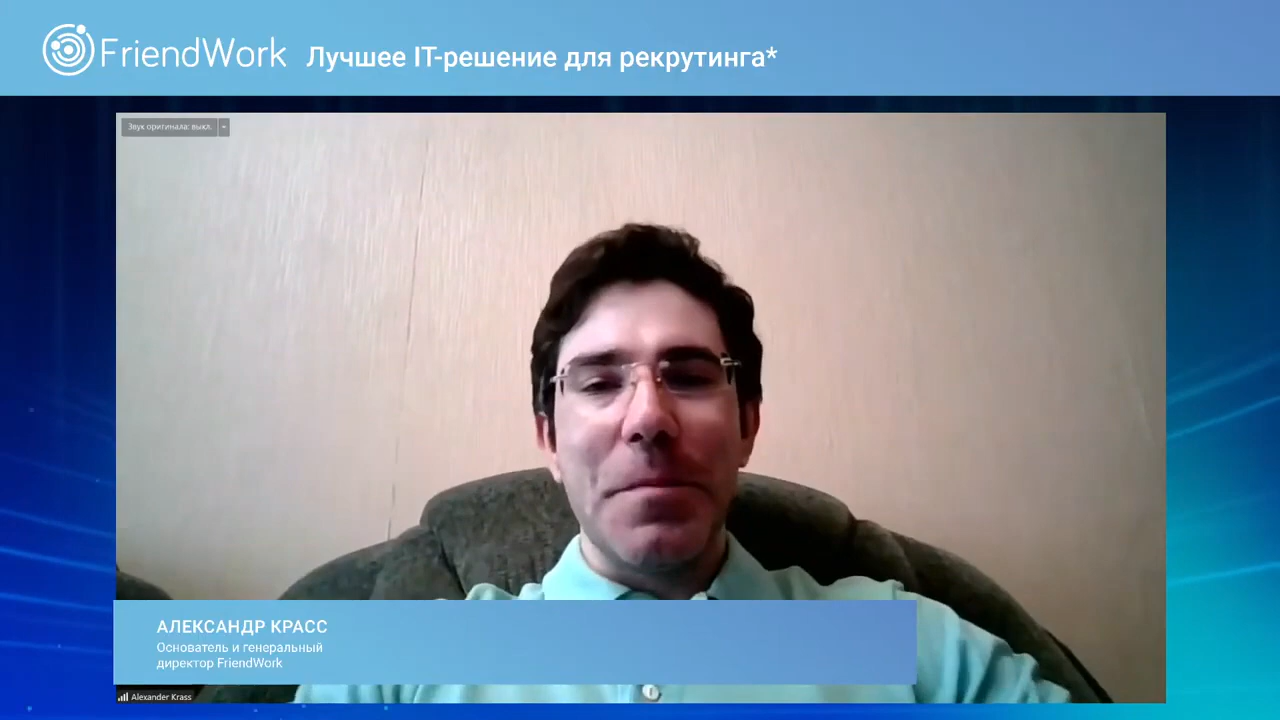 FriendWork Лучшее IT-решение для рекрутинга*
Звук оригинала: выкл.
АЛЕКСАНДР КРАСС
Основатель и генеральный
директор FriendWork
Alexander Krass